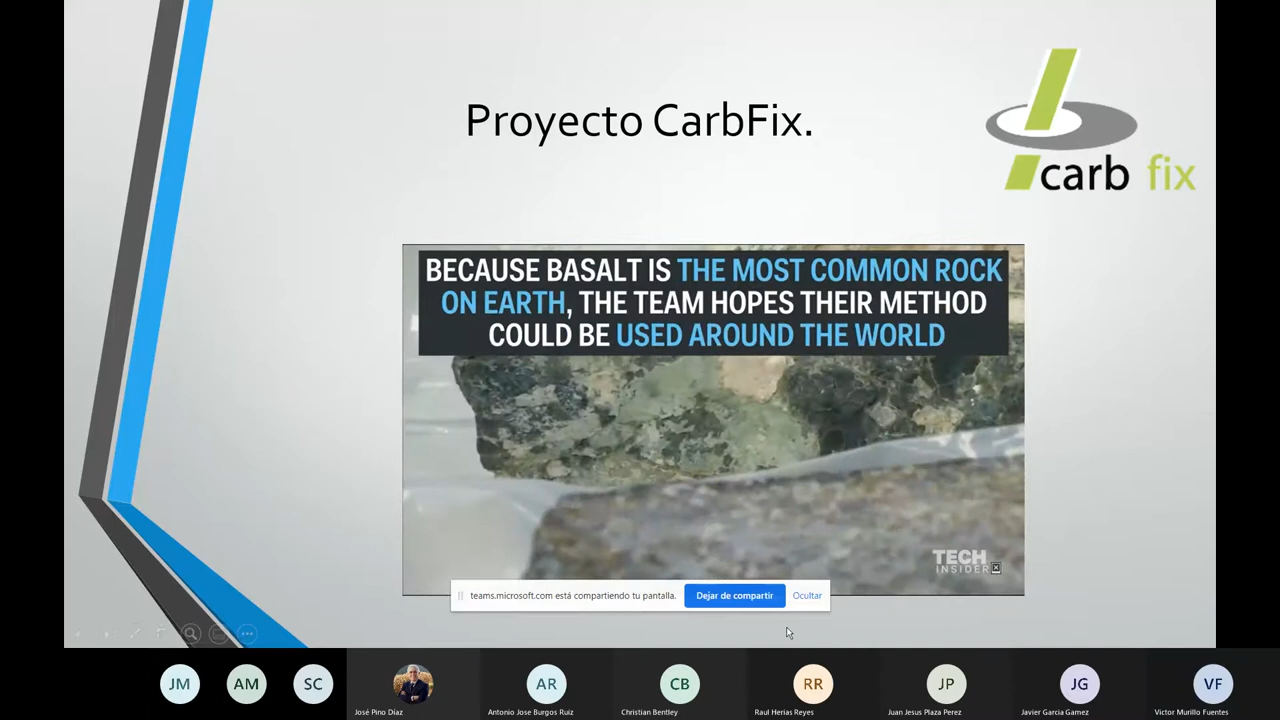 Proyecto CarbFix.
carb fix
BECAUSE BASALT IS THE MOST COMMON ROCK
ON EARTH, THE TEAM HOPES THEIR METHOD
COULD BE USED AROUND THE WORLD
TECH
INSIDER
teams.microsoft.com está compartiendo tu pantalla.
Dejar de compartir
Ocultar
JM
AM
SC
AR
CB
RR
JP
JG
VF
José Pino Díaz
Antonio Jose Burgos Ruiz
Christian Bentley
Raul Herias Reyes
Juan Jesus Plaza Perez
Javier Garcia Gamez
Victor Murillo Fuentes